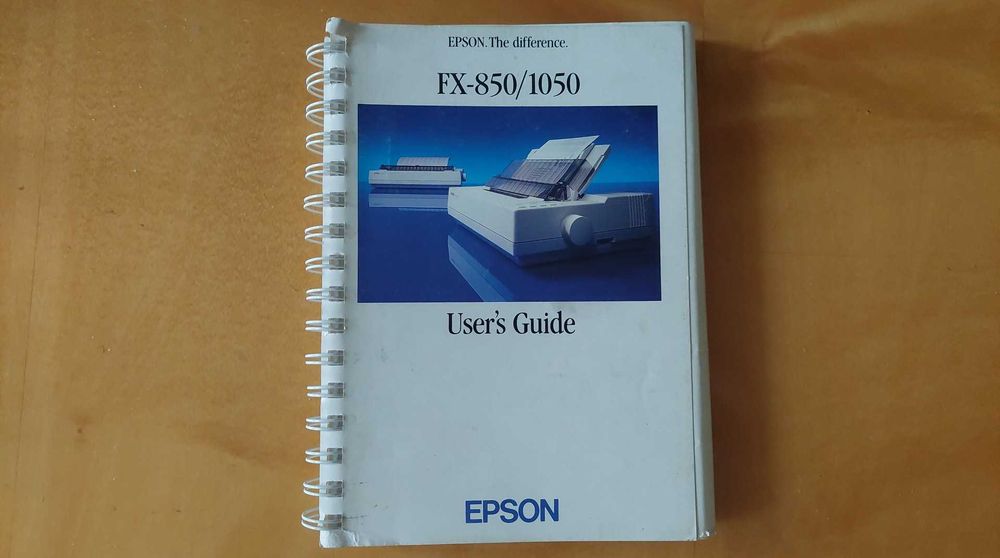 EPSON. The difference.
FX-850/1050
User's Guide
EPSON